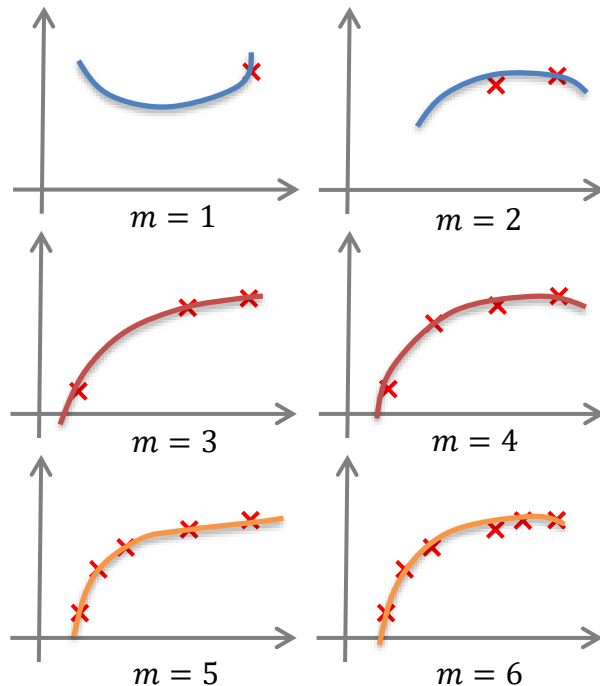 m = 1
m = 2
m = 3
m = 4
m = 5
m = 6